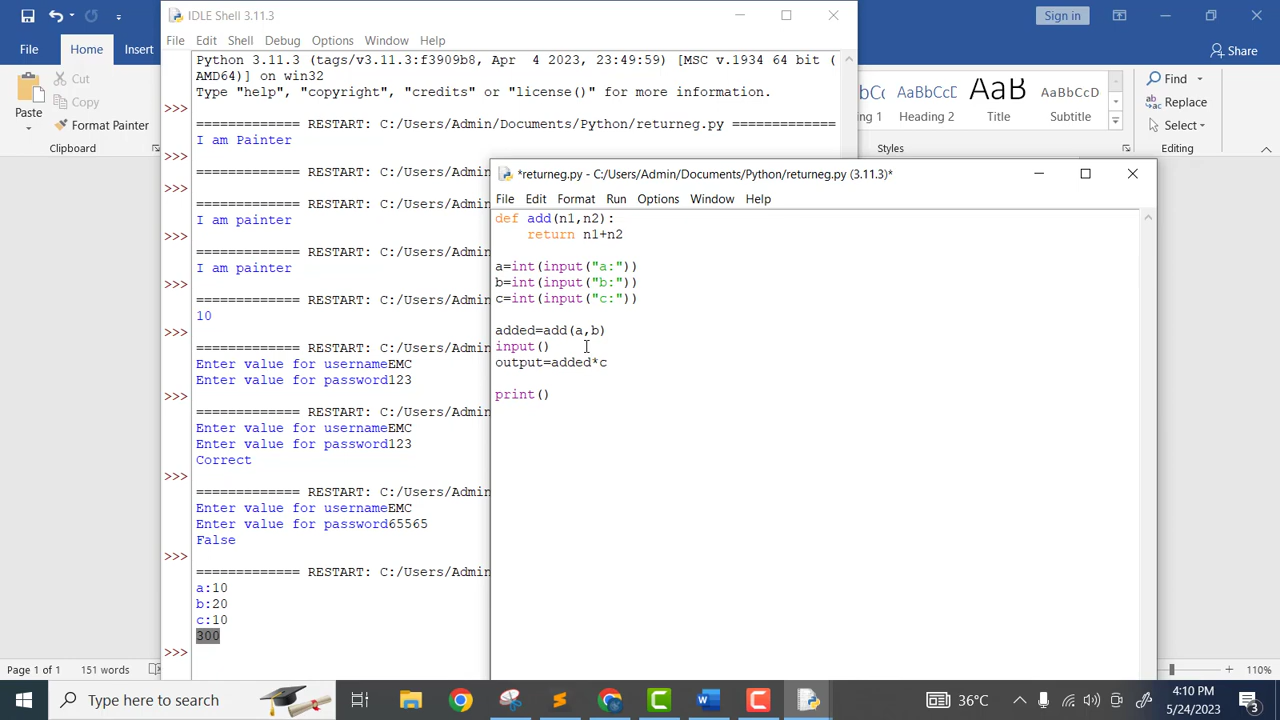 IDLE Shell 3.11.3
Sign in
File Edit Shell Debug Options Window Help
File Home Insert
Share
Python 3.11.3 (tags/v3.11.3:f3909b8, Apr  4 2023, 23:49:59) [MSC v.1934 64 bit (
AMD64)] on win32
Type "help", "copyright", "credits" or "license()" for more information.
>>>
============= RESTART: C:/Users/Admin/Documents/Python/returneg.py =============
I am Painter
>>>
============= RESTART: C:/Users/Admin
>>>
============= RESTART: C:/Users/Admin
I am painter
>>>
============= RESTART: C:/Users/Admin
I am painter
>>>
============= RESTART: C:/Users/Admin
10
>>>
============= RESTART: C:/Users/Admin
Enter value for usernameEMC
Enter value for password123
>>>
============= RESTART: C:/Users/Admin
Enter value for usernameEMC
Enter value for password123
Correct
>>>
============= RESTART: C:/Users/Admin
Enter value for usernameEMC
Enter value for password65565
False
>>>
============= RESTART: C:/Users/Admin
a:10
b:20
c:10
300
>>>
Paste
Cut
Copy
Format Painter
Clipboard
AaBbCcD AaB AaBbCcD
Heading 2 Title Subtitle
Styles
Find
Replace
Select
Editing
*returneg.py - C:/Users/Admin/Documents/Python/returneg.py (3.11.3)*
File Edit Format Run Options Window Help
def add(n1,n2):
    return n1+n2
a=int(input("a:"))
b=int(input("b:"))
c=int(input("c:"))
added=add(a,b)
input()
output=added*c
print()
Page 1 of 1 151 words
110%
Type here to search
36°C
4:10 PM
5/24/2023
3